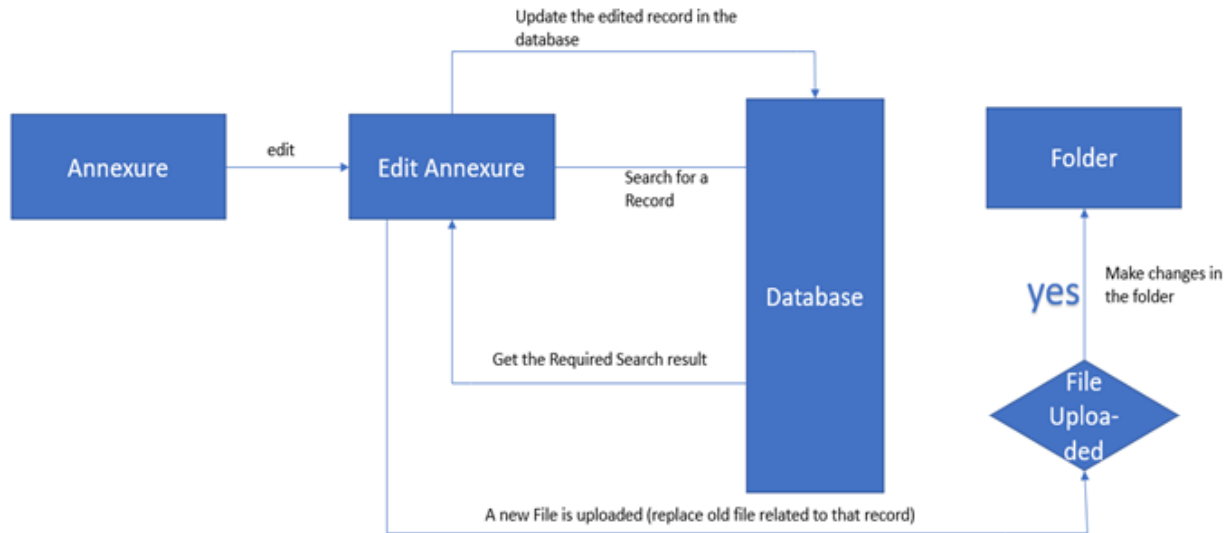 Update the edited record in the
database
Annexure
edit
Edit Annexure
Search for a
Record
Folder
Database
yes
Make changes in
the folder
Get the Required Search result
File
Uploa-
ded
A new File is uploaded (replace old file related to that record)